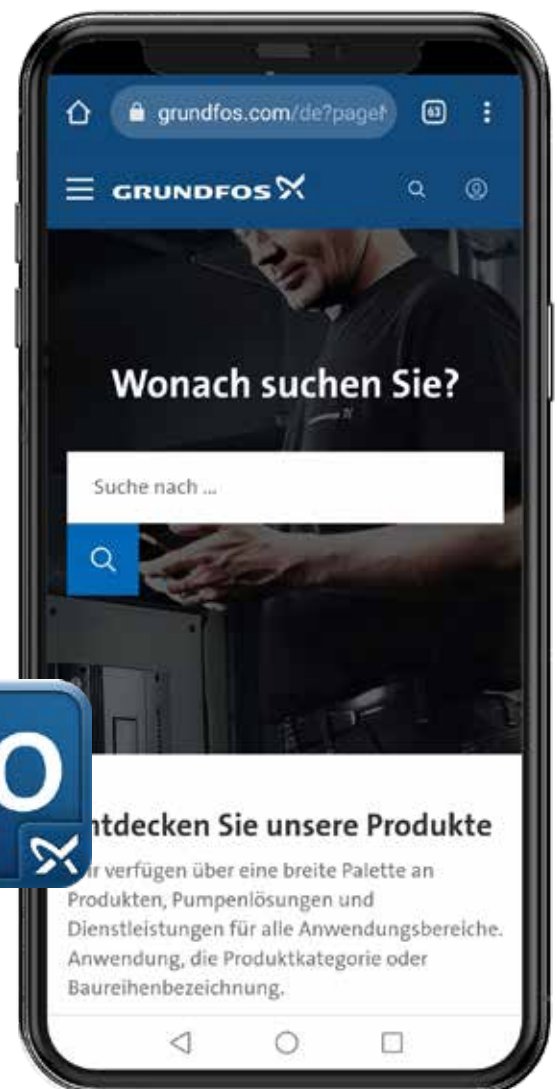 grundfos.com/de?page
63
GRUNDFOS
Wonach suchen Sie?
Suche nach ...
O
ntdecken Sie unsere Produkte
ir verfügen über eine breite Palette an
Produkten, Pumpenlösungen und
Dienstleistungen für alle Anwendungsbereiche.
Anwendung, die Produktkategorie oder
Baureihenbezeichnung.